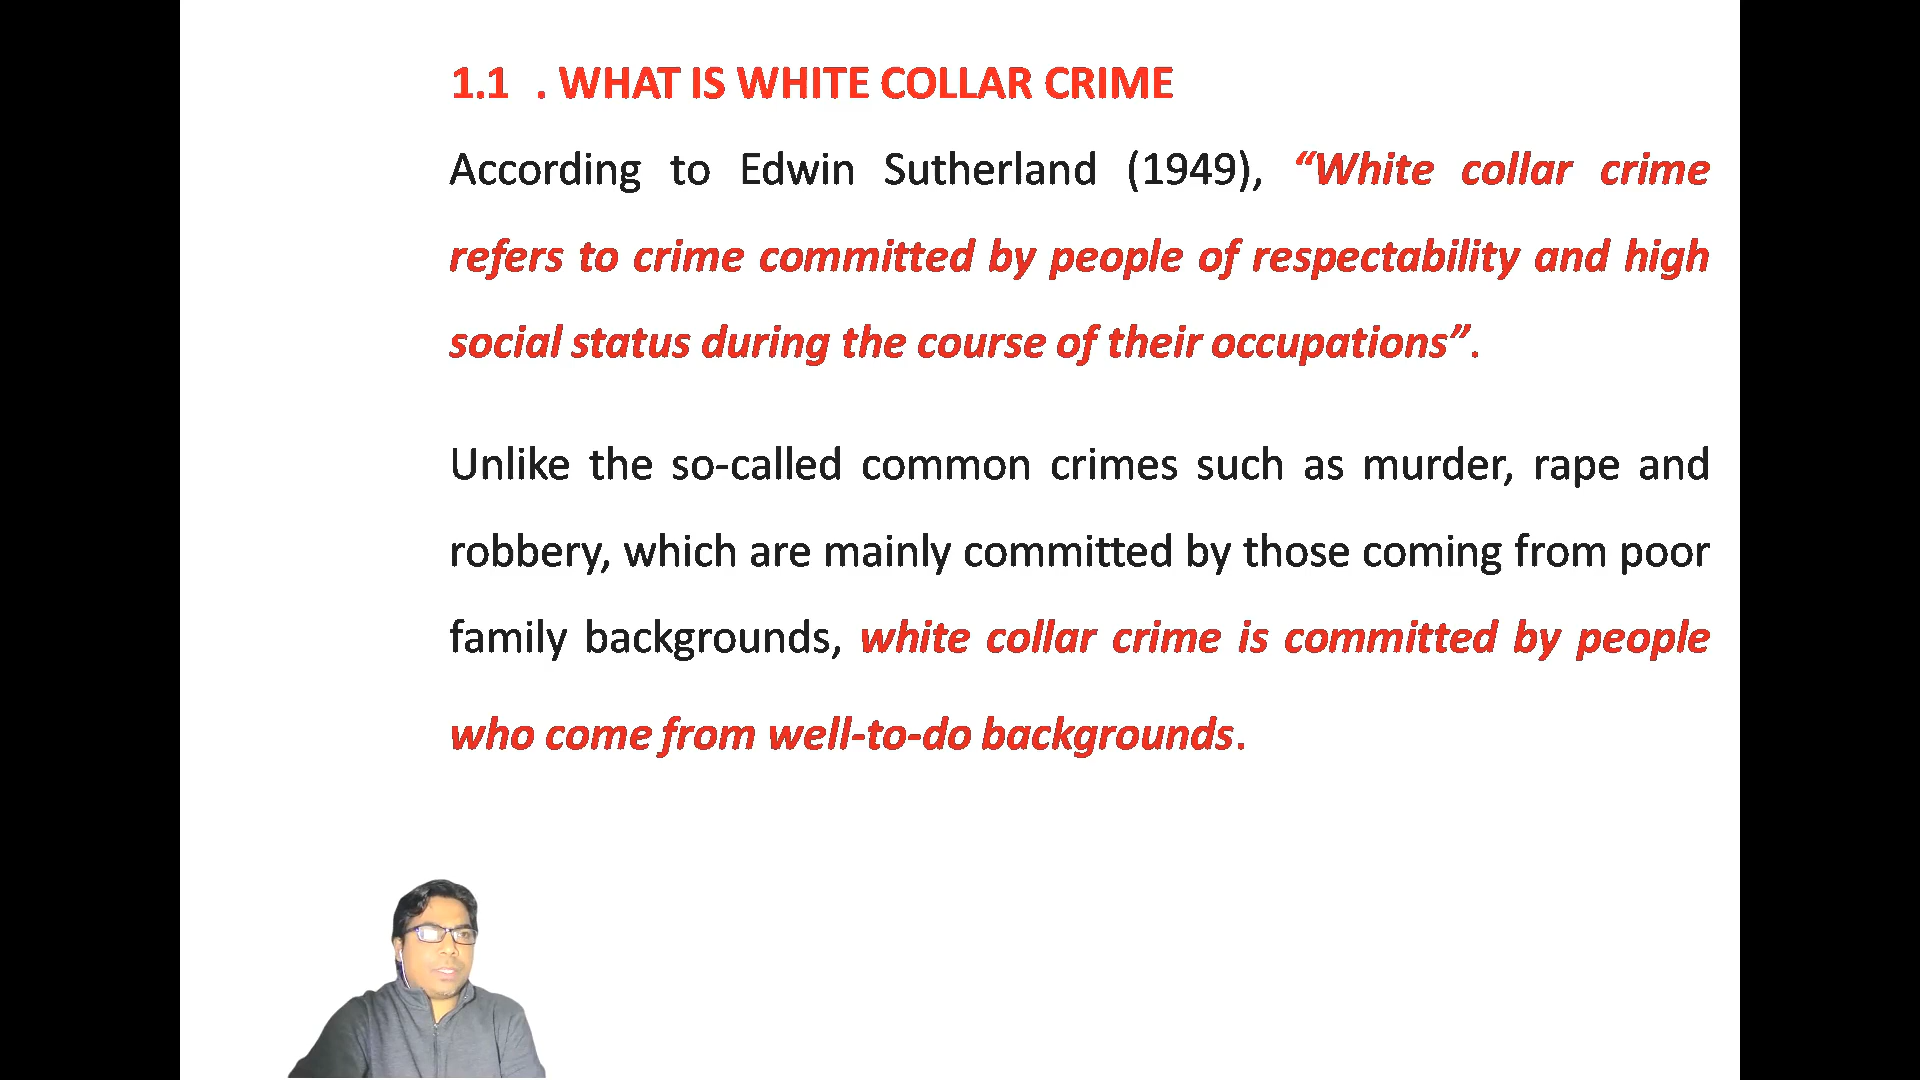 1.1 . WHAT IS WHITE COLLAR CRIME
According to Edwin Sutherland (1949), “White collar crime
refers to crime committed by people of respectability and high
social status during the course of their occupations”.
Unlike the so-called common crimes such as murder, rape and
robbery, which are mainly committed by those coming from poor
family backgrounds, white collar crime is committed by people
who come from well-to-do backgrounds.